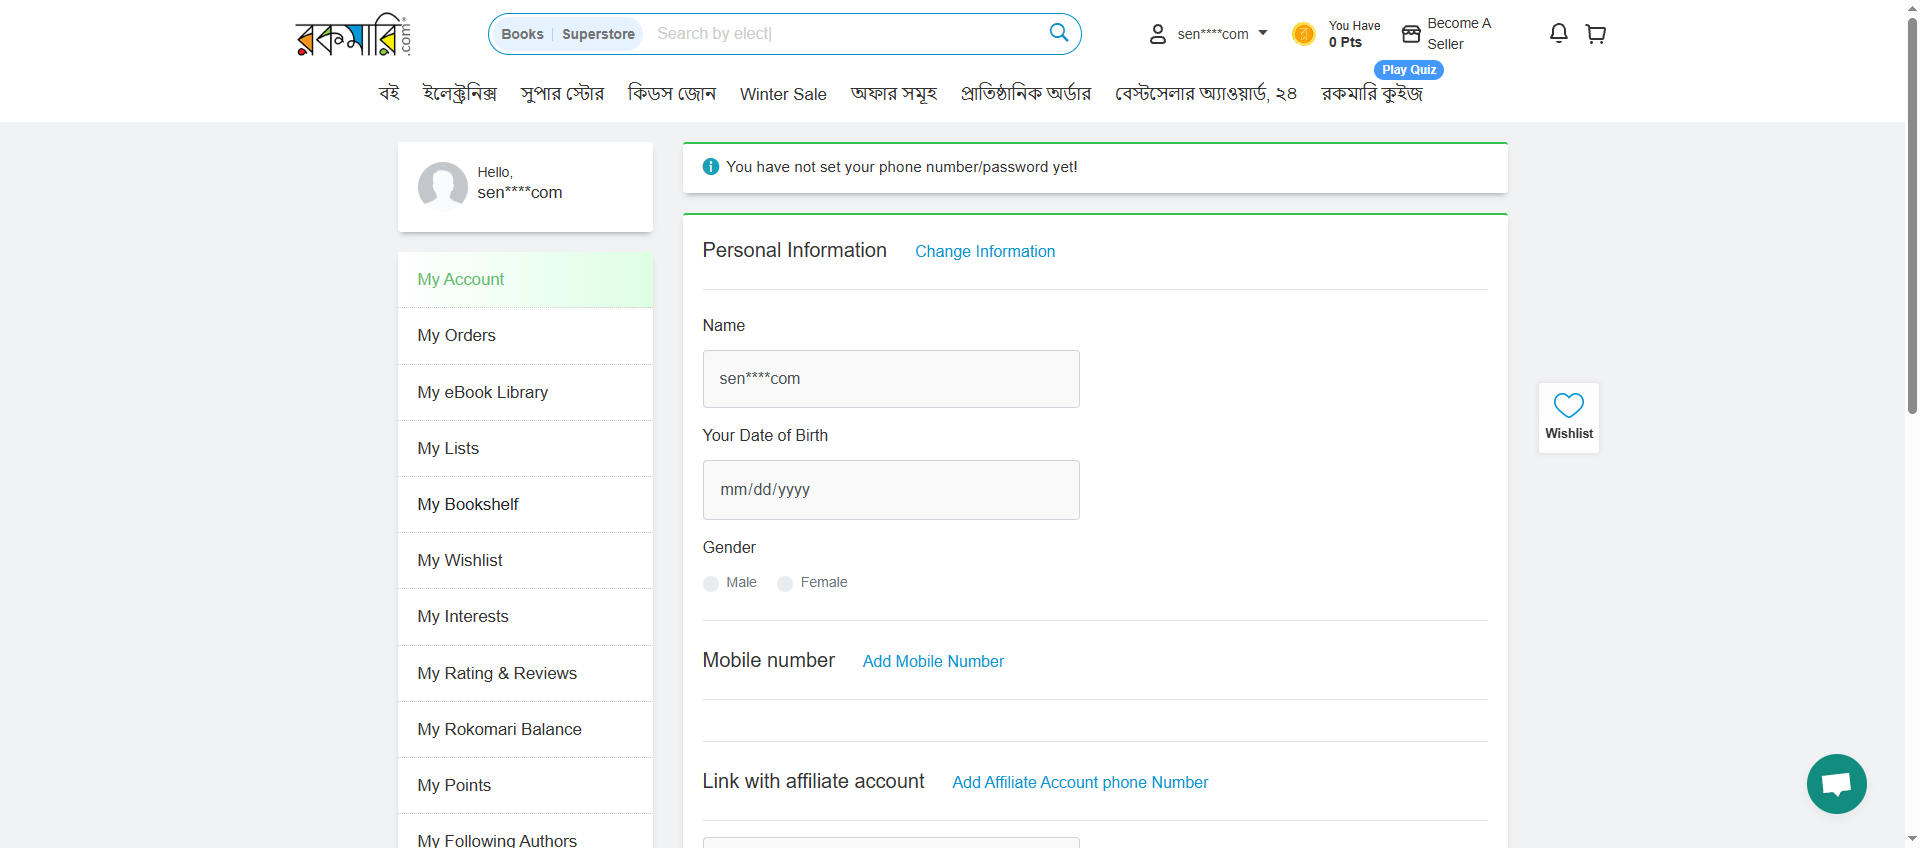 রকমারি.com
Books Superstore Search by elect
sen****com
You Have
0 Pts
Become A
Seller
Play Quiz
বই ইলেক্ট্রনিক্স সুপার স্টোর কিডস জোন Winter Sale অফার সমূহ প্রাতিষ্ঠানিক অর্ডার বেস্টসেলার অ্যাওয়ার্ড, ২৪ রকমারি কুইজ
Hello,
sen****com
My Account
My Orders
My eBook Library
My Lists
My Bookshelf
My Wishlist
My Interests
My Rating & Reviews
My Rokomari Balance
My Points
My Following Authors
You have not set your phone number/password yet!
Personal Information Change Information
Name
sen****com
Your Date of Birth
mm/dd/yyyy
Gender
Male Female
Mobile number Add Mobile Number
Link with affiliate account Add Affiliate Account phone Number
Wishlist